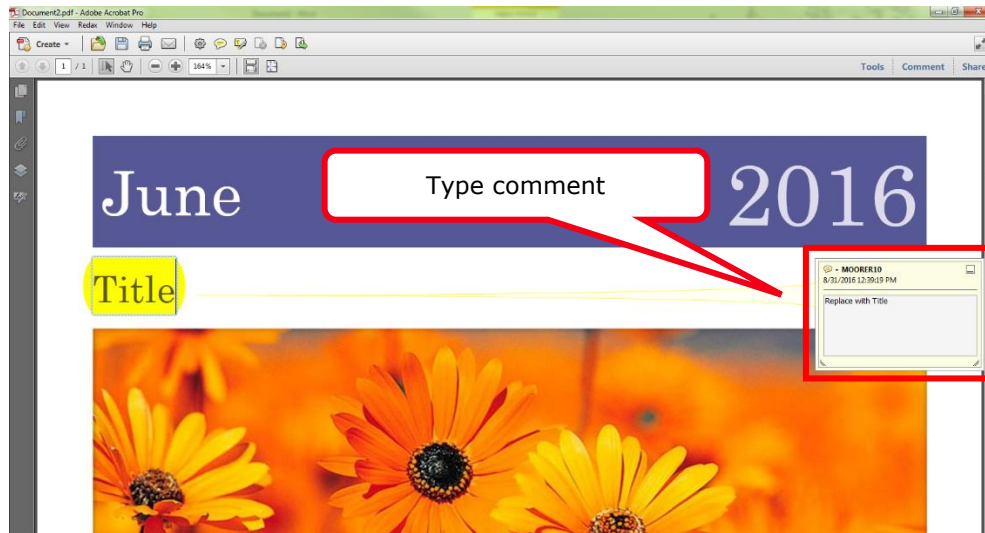 Document2.pdf - Adobe Acrobat Pro
File Edit View Redax Window Help
Create
1 / 1 164% Tools Comment Share
June 2016
Type comment
Title
- MOORER10
8/31/2016 12:39:19 PM
Replace with Title